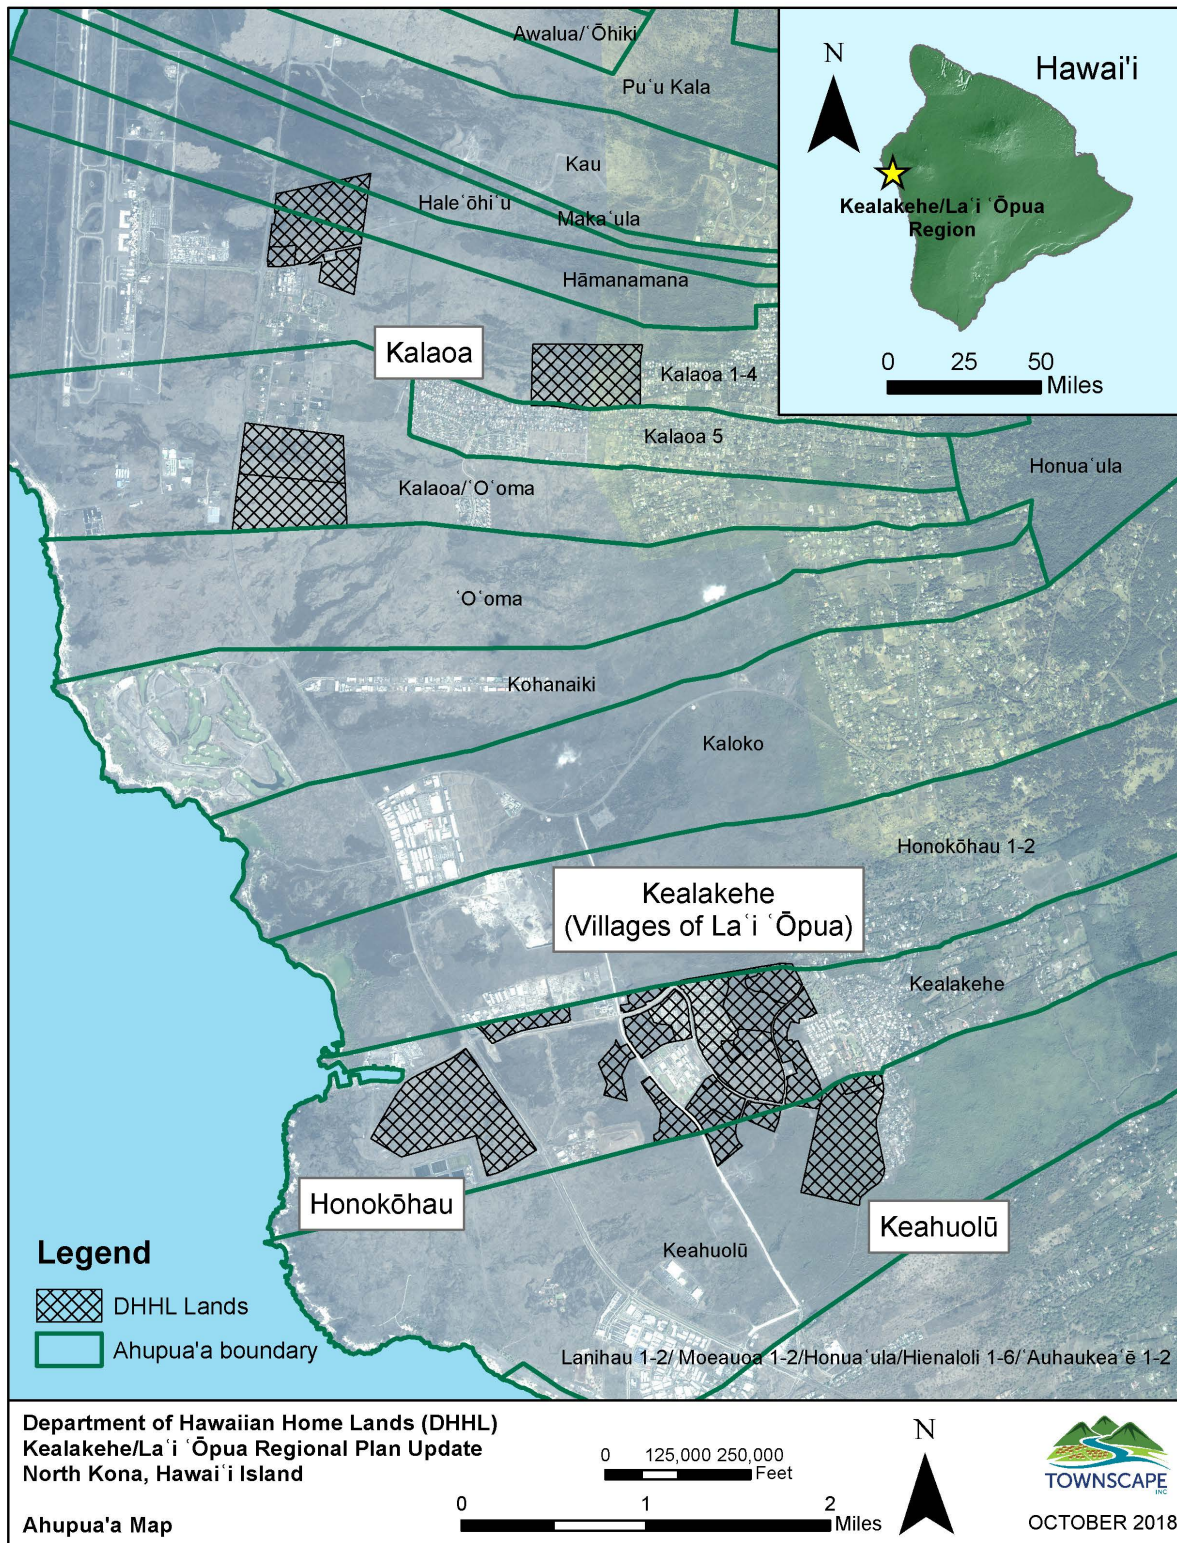 Awalua/ʻŌhiki
Puʻu Kala
Kau
Haleʻōhiʻu
Makaʻula
Hāmanamana
Kalaoa
Kalaoa 1-4
Kalaoa 5
Honuaʻula
Kalaoa/ʻOʻoma
ʻOʻoma
Kohanaiki
Kaloko
Honokōhau 1-2
Kealakehe
(Villages of Laʻi ʻŌpua)
Kealakehe
Honokōhau
Keahuolū
Keahuolū
Lanihau 1-2/ Moeauoa 1-2/Honuaʻula/Hienaloli 1-6/ʻAuhaukeaʻē 1-2
N
Hawai'i
Kealakehe/Laʻi ʻŌpua
Region
0 25 50
Miles
Legend
DHHL Lands
Ahupua'a boundary
Department of Hawaiian Home Lands (DHHL)
Kealakehe/Laʻi ʻŌpua Regional Plan Update
North Kona, Hawaiʻi Island
Ahupua'a Map
0 125,000 250,000
Feet
0 1 2
Miles
N
TOWNSCAPE
INC
OCTOBER 2018